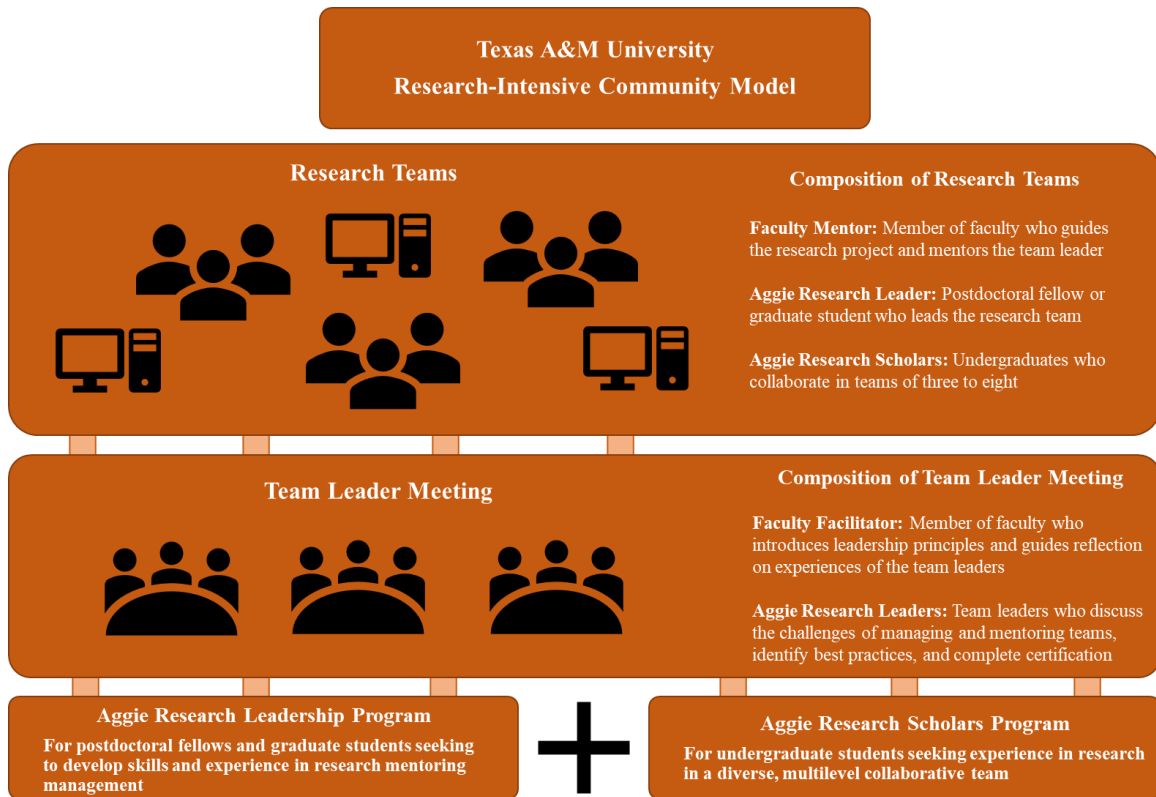 Texas A&M University
Research-Intensive Community Model
Research Teams
Composition of Research Teams
Faculty Mentor: Member of faculty who guides
the research project and mentors the team leader
Aggie Research Leader: Postdoctoral fellow or
graduate student who leads the research team
Aggie Research Scholars: Undergraduates who
collaborate in teams of three to eight
Team Leader Meeting
Composition of Team Leader Meeting
Faculty Facilitator: Member of faculty who
introduces leadership principles and guides reflection
on experiences of the team leaders
Aggie Research Leaders: Team leaders who discuss
the challenges of managing and mentoring teams,
identify best practices, and complete certification
Aggie Research Leadership Program
For postdoctoral fellows and graduate students seeking
to develop skills and experience in research mentoring
management
Aggie Research Scholars Program
For undergraduate students seeking experience in research
in a diverse, multilevel collaborative team